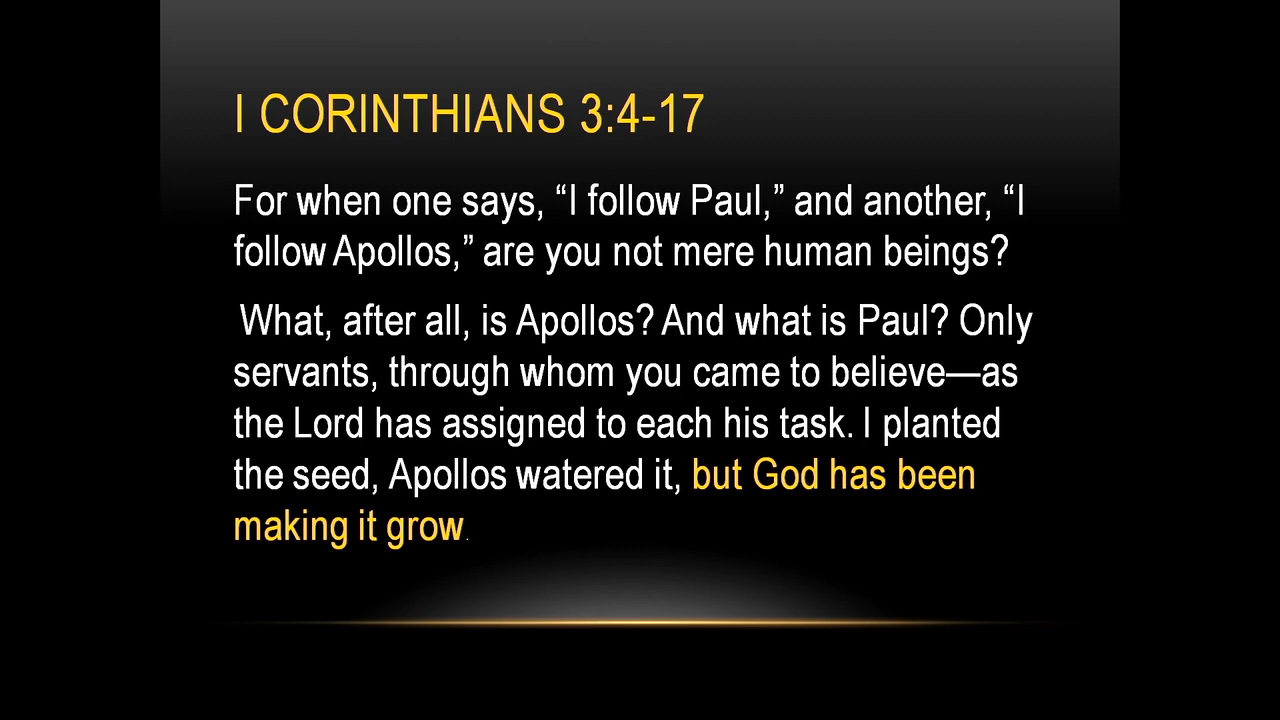 I CORINTHIANS 3:4-17
For when one says, “I follow Paul,” and another, “I
follow Apollos,” are you not mere human beings?
What, after all, is Apollos? And what is Paul? Only
servants, through whom you came to believe—as
the Lord has assigned to each his task. I planted
the seed, Apollos watered it, but God has been
making it grow.